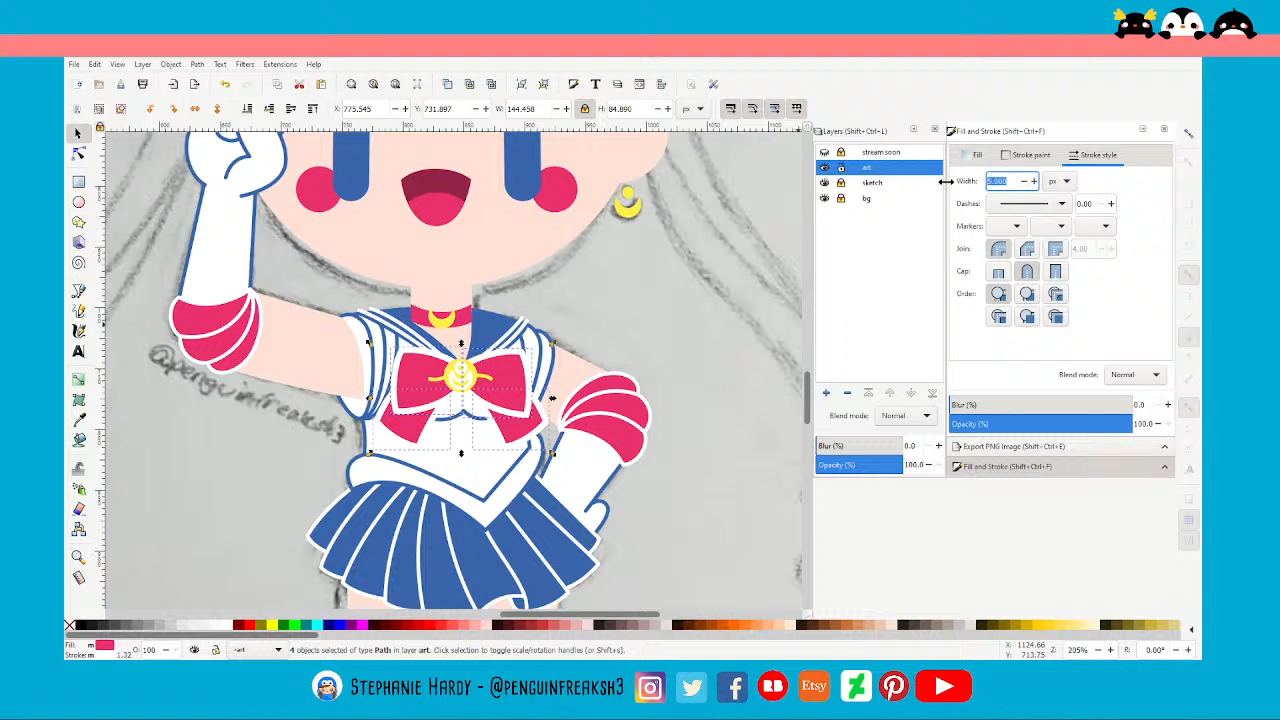 File Edit View Layer Object Path Text Filters Extensions Help
X: 775.545 Y: 731.897 W: 144.458 H: 84.890 px
Layers (Shift+Ctrl+L)
Fill and Stroke (Shift+Ctrl+F)
stream soon
art
sketch
bg
Fill Stroke paint Stroke style
Width: 5.000 px
Dashes: 0.00
Markers:
Join: 4.00
Cap:
Order:
@penguinfreaksh3
Blend mode: Normal
Blur (%) 0.0
Opacity (%) 100.0
Blend mode: Normal
Blur (%) 0.0
Opacity (%) 100.0
Export PNG Image (Shift+Ctrl+E)
Fill and Stroke (Shift+Ctrl+F)
Fill: m
Stroke: m 1.32
O: 100
art
4 objects selected of type Path in layer art. Click selection to toggle scale/rotation handles (or Shift+s).
X: 1124.66
Y: 713.75
Z: 205%
R: 0.00°
Stephanie Hardy - @penguinfreaksh3
Etsy